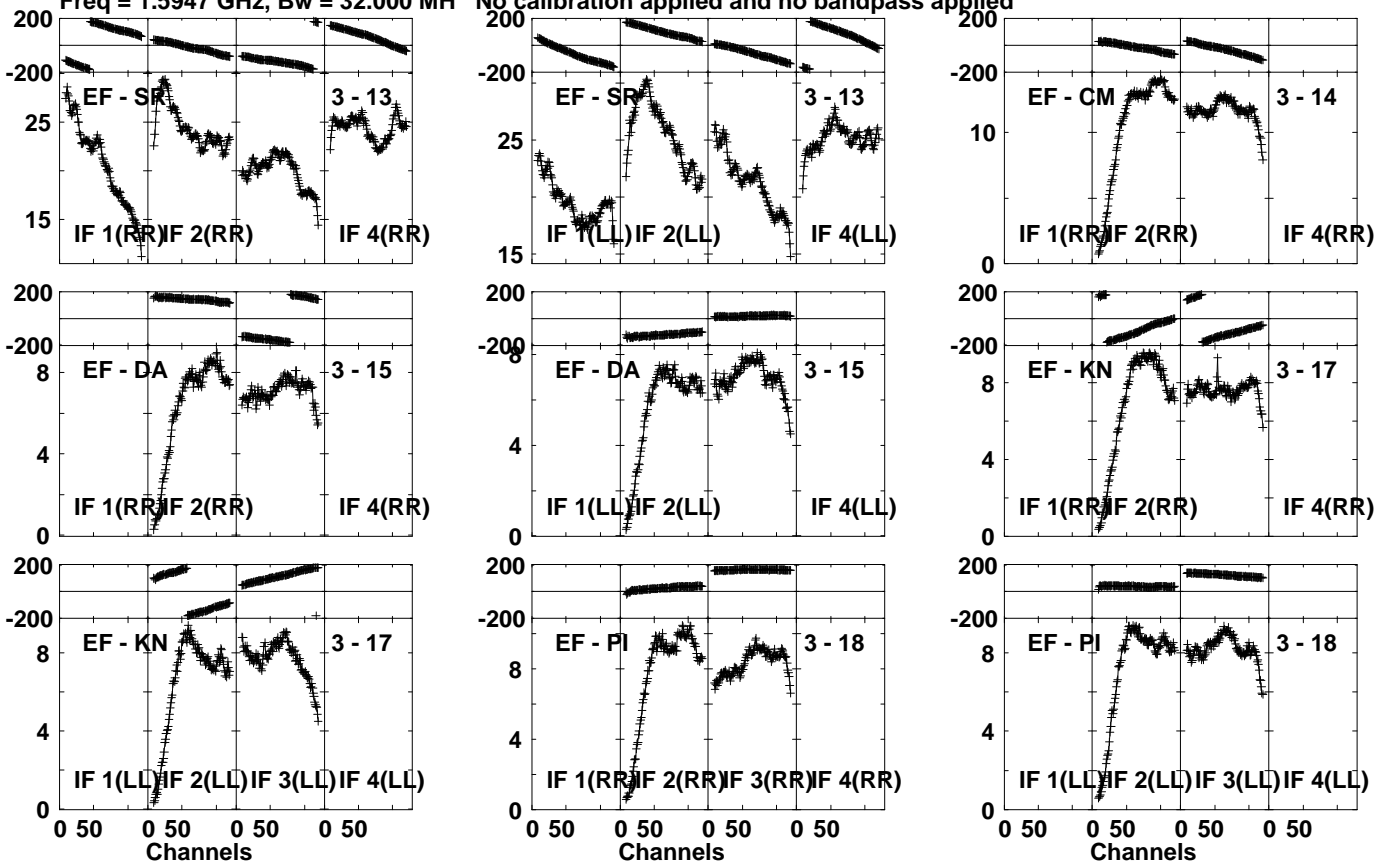 Freq = 1.5947 GHz, Bw = 32.000 MH No calibration applied and no bandpass applied
200
-200
EF - SR 3 - 13
25
15
IF 1(RR) IF 2(RR) IF 4(RR)
200
-200
EF - SR 3 - 13
25
15
IF 1(LL) IF 2(LL) IF 4(LL)
200
-200
EF - CM 3 - 14
10
0
IF 1(RR) IF 2(RR) IF 4(RR)
200
-200
EF - DA 3 - 15
8
4
0
IF 1(RR) IF 2(RR) IF 4(RR)
200
-200
EF - DA 3 - 15
8
4
0
IF 1(LL) IF 2(LL) IF 4(LL)
200
-200
EF - KN 3 - 17
8
4
0
IF 1(RR) IF 2(RR) IF 4(RR)
200
-200
EF - KN 3 - 17
8
4
0
IF 1(LL) IF 2(LL) IF 3(LL) IF 4(LL)
0 50 0 50 0 50 0 50
Channels
200
-200
EF - PI 3 - 18
8
4
0
IF 1(RR) IF 2(RR) IF 3(RR) IF 4(RR)
0 50 0 50 0 50 0 50
Channels
200
-200
EF - PI 3 - 18
8
4
0
IF 1(LL) IF 2(LL) IF 3(LL) IF 4(LL)
0 50 0 50 0 50 0 50
Channels